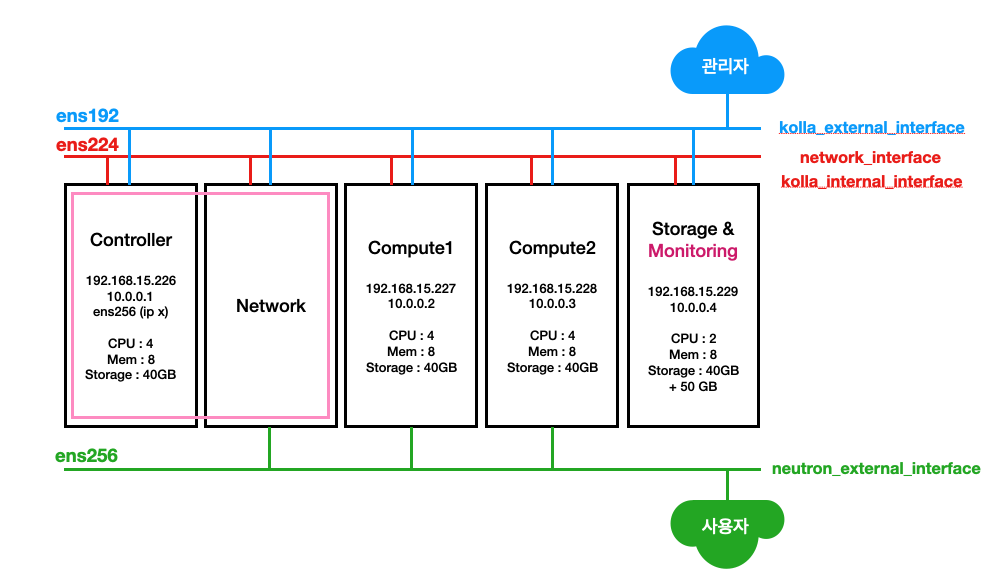 관리자
ens192
kolla_external_interface
ens224
network_interface
kolla_internal_interface
Controller
192.168.15.226
10.0.0.1
ens256 (ip x)
CPU : 4
Mem : 8
Storage : 40GB
Network
Compute1
192.168.15.227
10.0.0.2
CPU : 4
Mem : 8
Storage : 40GB
Compute2
192.168.15.228
10.0.0.3
CPU : 4
Mem : 8
Storage : 40GB
Storage &
Monitoring
192.168.15.229
10.0.0.4
CPU : 2
Mem : 8
Storage : 40GB
+ 50 GB
ens256
neutron_external_interface
사용자